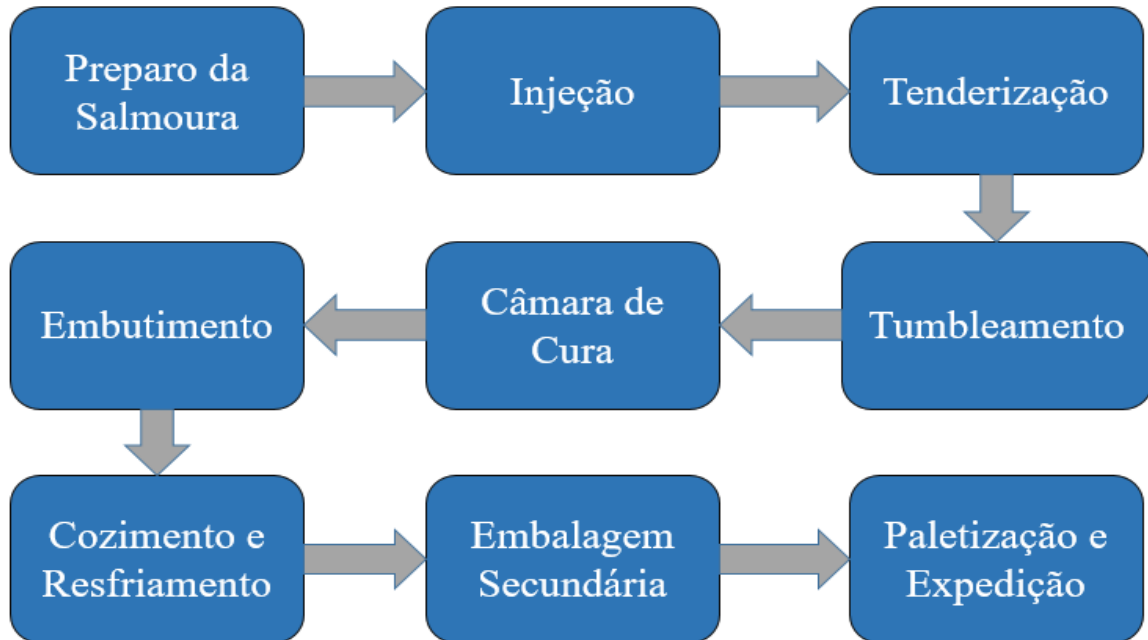 Preparo da
Salmoura
Injeção
Tenderização
Tumbleamento
Câmara de
Cura
Embutimento
Cozimento e
Resfriamento
Embalagem
Secundária
Paletização e
Expedição